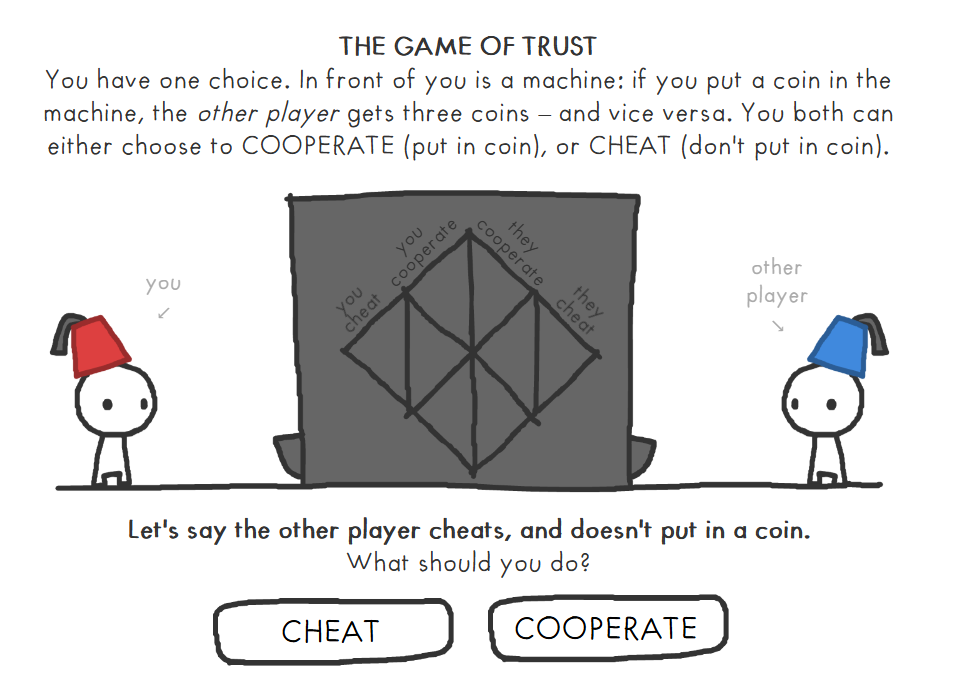 THE GAME OF TRUST
You have one choice. In front of you is a machine: if you put a coin in the
machine, the other player gets three coins – and vice versa. You both can
either choose to COOPERATE (put in coin), or CHEAT (don't put in coin).
you
cooperate
they
cooperate
you
cheat
they
cheat
you
↙
other
player
↘
Let's say the other player cheats, and doesn't put in a coin.
What should you do?
CHEAT
COOPERATE